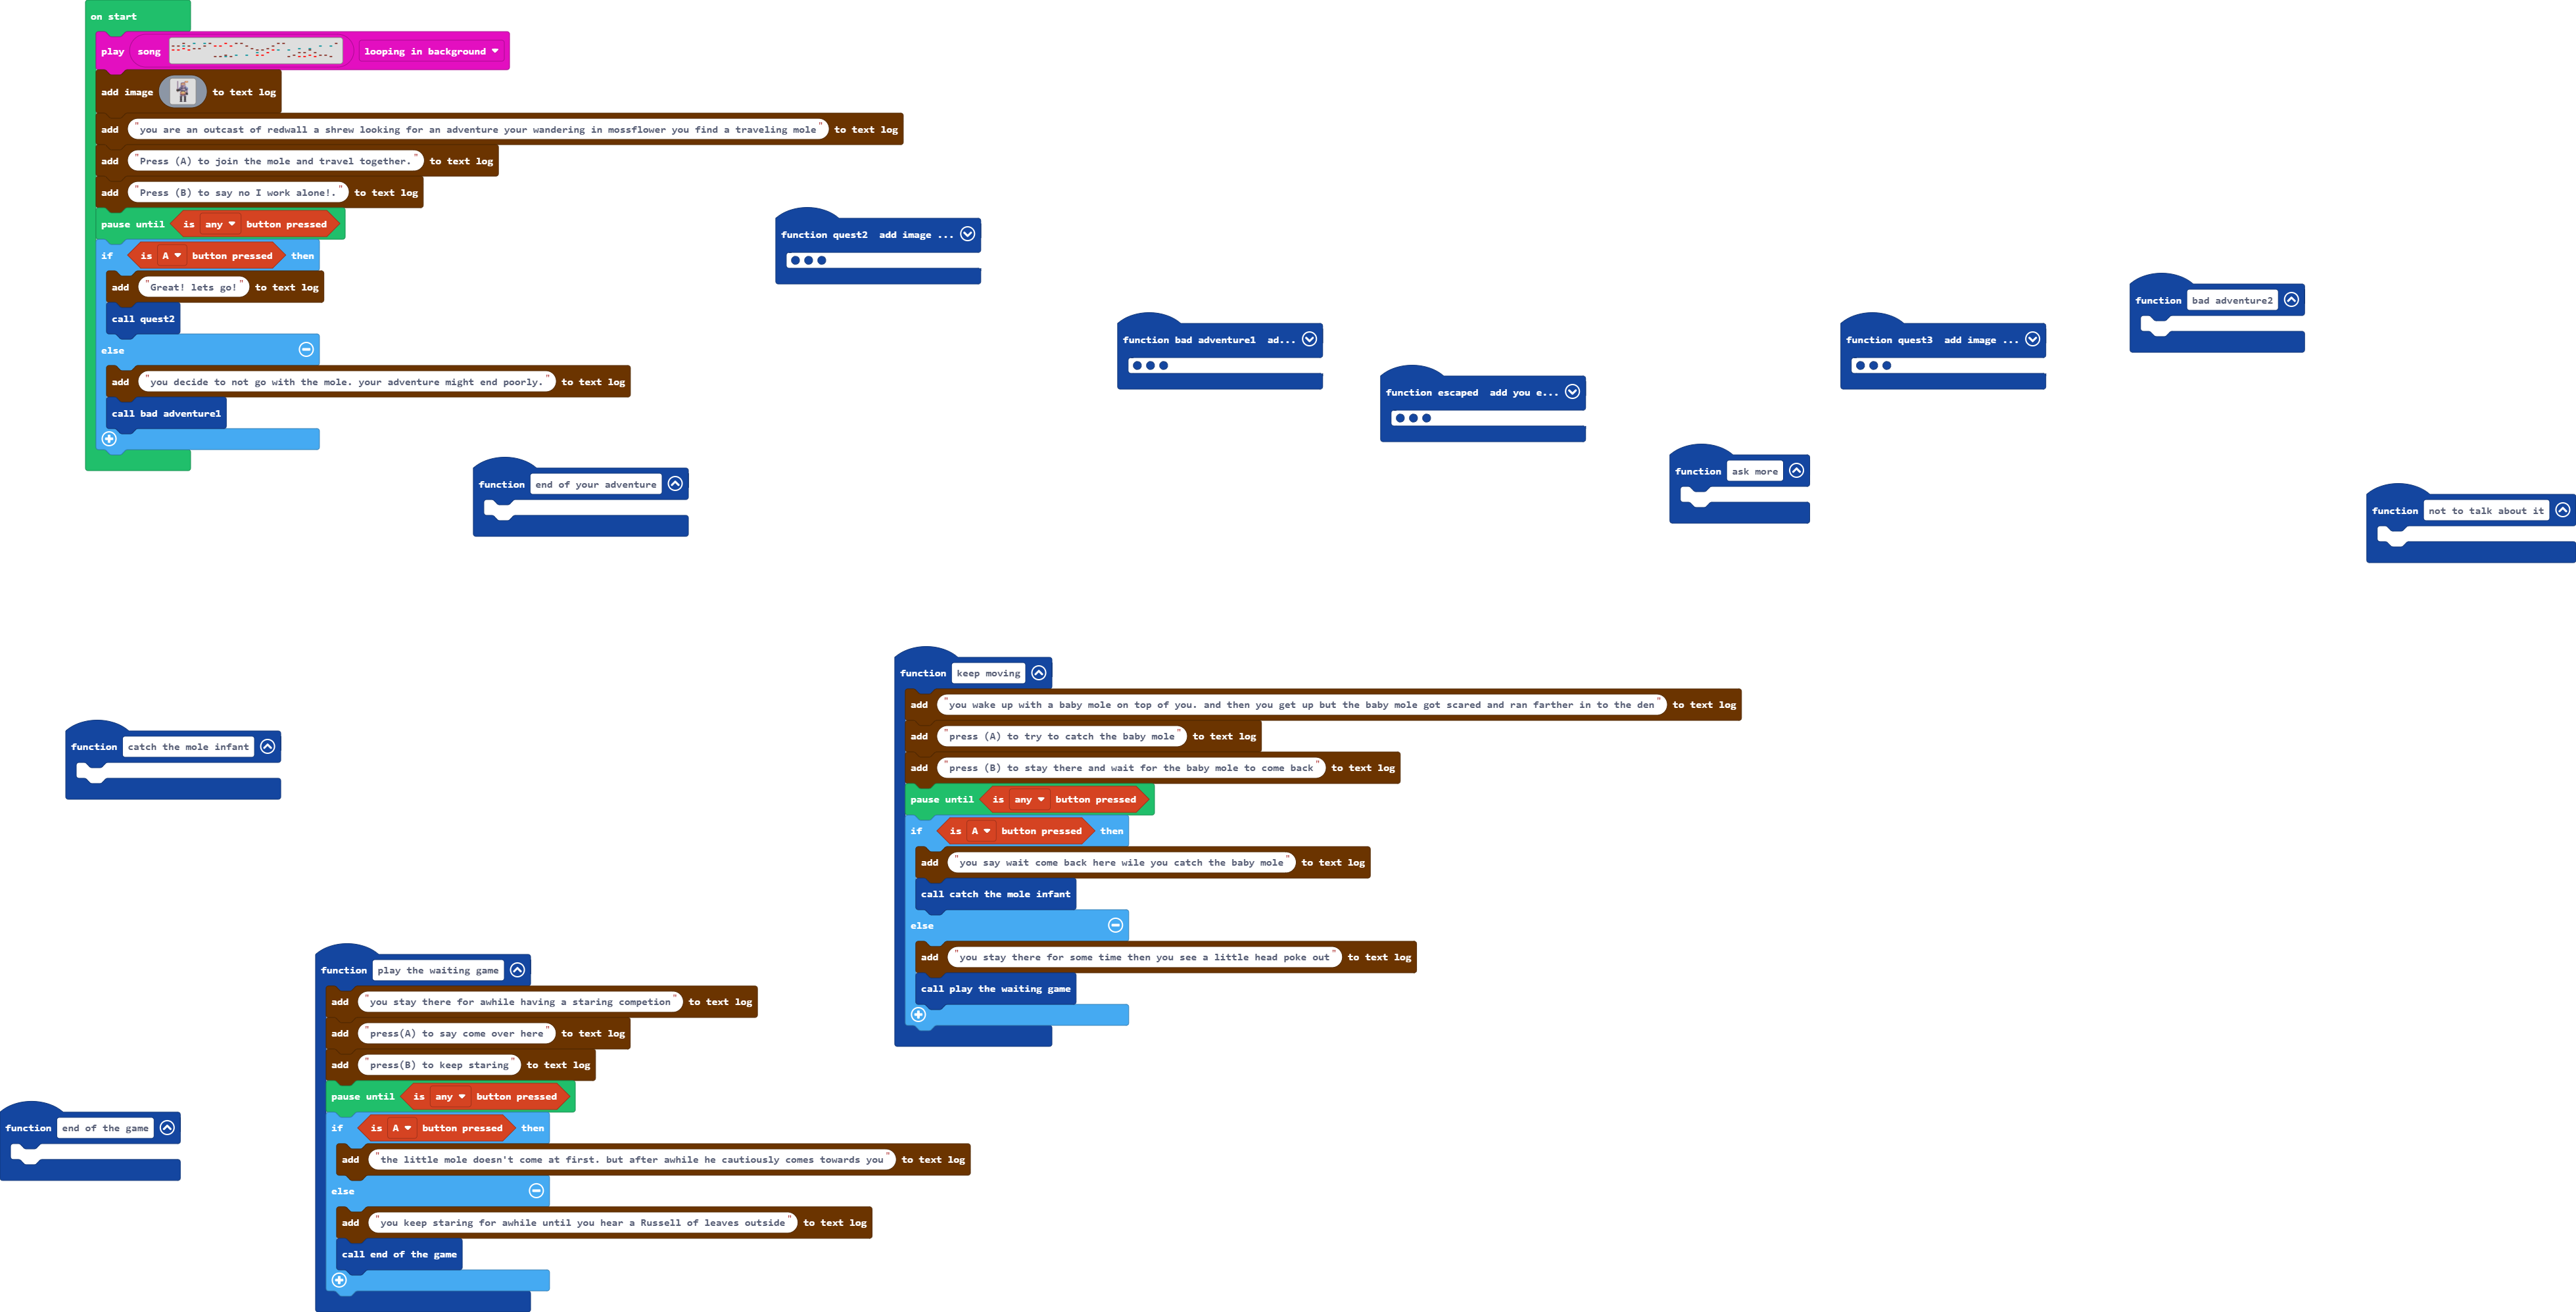 on start
play song looping in background
add image to text log
add "you are an outcast of redwall a shrew looking for an adventure your wandering in mossflower you find a traveling mole" to text log
add "Press (A) to join the mole and travel together." to text log
add "Press (B) to say no I work alone!." to text log
pause until is any button pressed
if is A button pressed then
add "Great! lets go!" to text log
call quest2
else
add "you decide to not go with the mole. your adventure might end poorly." to text log
call bad adventure1
function quest2 add image ...
function bad adventure1 ad...
function escaped add you e...
function quest3 add image ...
function bad adventure2
function ask more
function not to talk about it
function end of your adventure
function catch the mole infant
function keep moving
add "you wake up with a baby mole on top of you. and then you get up but the baby mole got scared and ran farther in to the den" to text log
add "press (A) to try to catch the baby mole" to text log
add "press (B) to stay there and wait for the baby mole to come back" to text log
pause until is any button pressed
if is A button pressed then
add "you say wait come back here wile you catch the baby mole" to text log
call catch the mole infant
else
add "you stay there for some time then you see a little head poke out" to text log
call play the waiting game
function play the waiting game
add "you stay there for awhile having a staring competion" to text log
add "press(A) to say come over here" to text log
add "press(B) to keep staring" to text log
pause until is any button pressed
if is A button pressed then
add "the little mole doesn't come at first. but after awhile he cautiously comes towards you" to text log
else
add "you keep staring for awhile until you hear a Russell of leaves outside" to text log
call end of the game
function end of the game